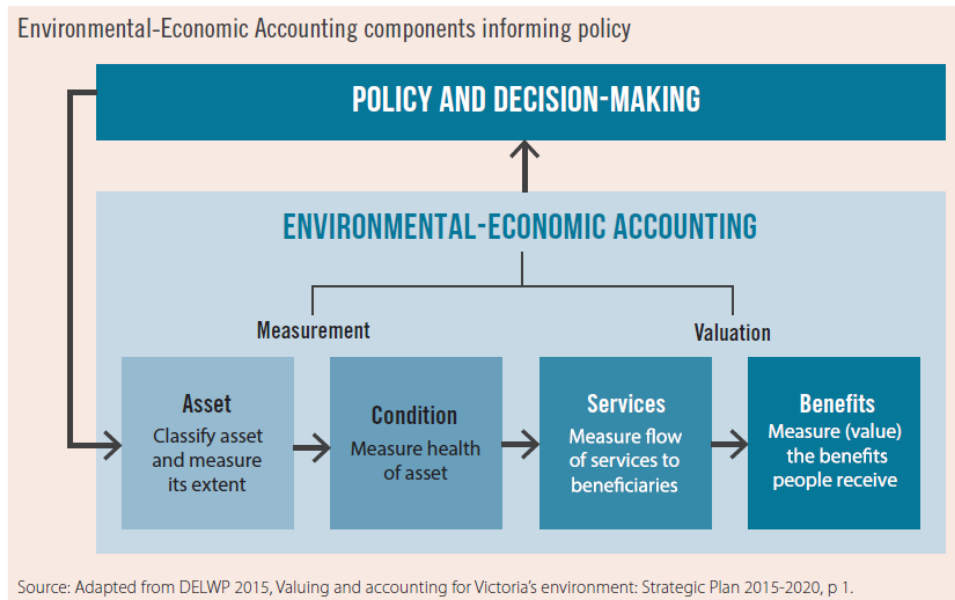 Environmental-Economic Accounting components informing policy
POLICY AND DECISION-MAKING
ENVIRONMENTAL-ECONOMIC ACCOUNTING
Measurement
Valuation
Asset
Classify asset
and measure
its extent
Condition
Measure health
of asset
Services
Measure flow
of services to
beneficiaries
Benefits
Measure (value)
the benefits
people receive
Source: Adapted from DELWP 2015, Valuing and accounting for Victoria’s environment: Strategic Plan 2015-2020, p 1.